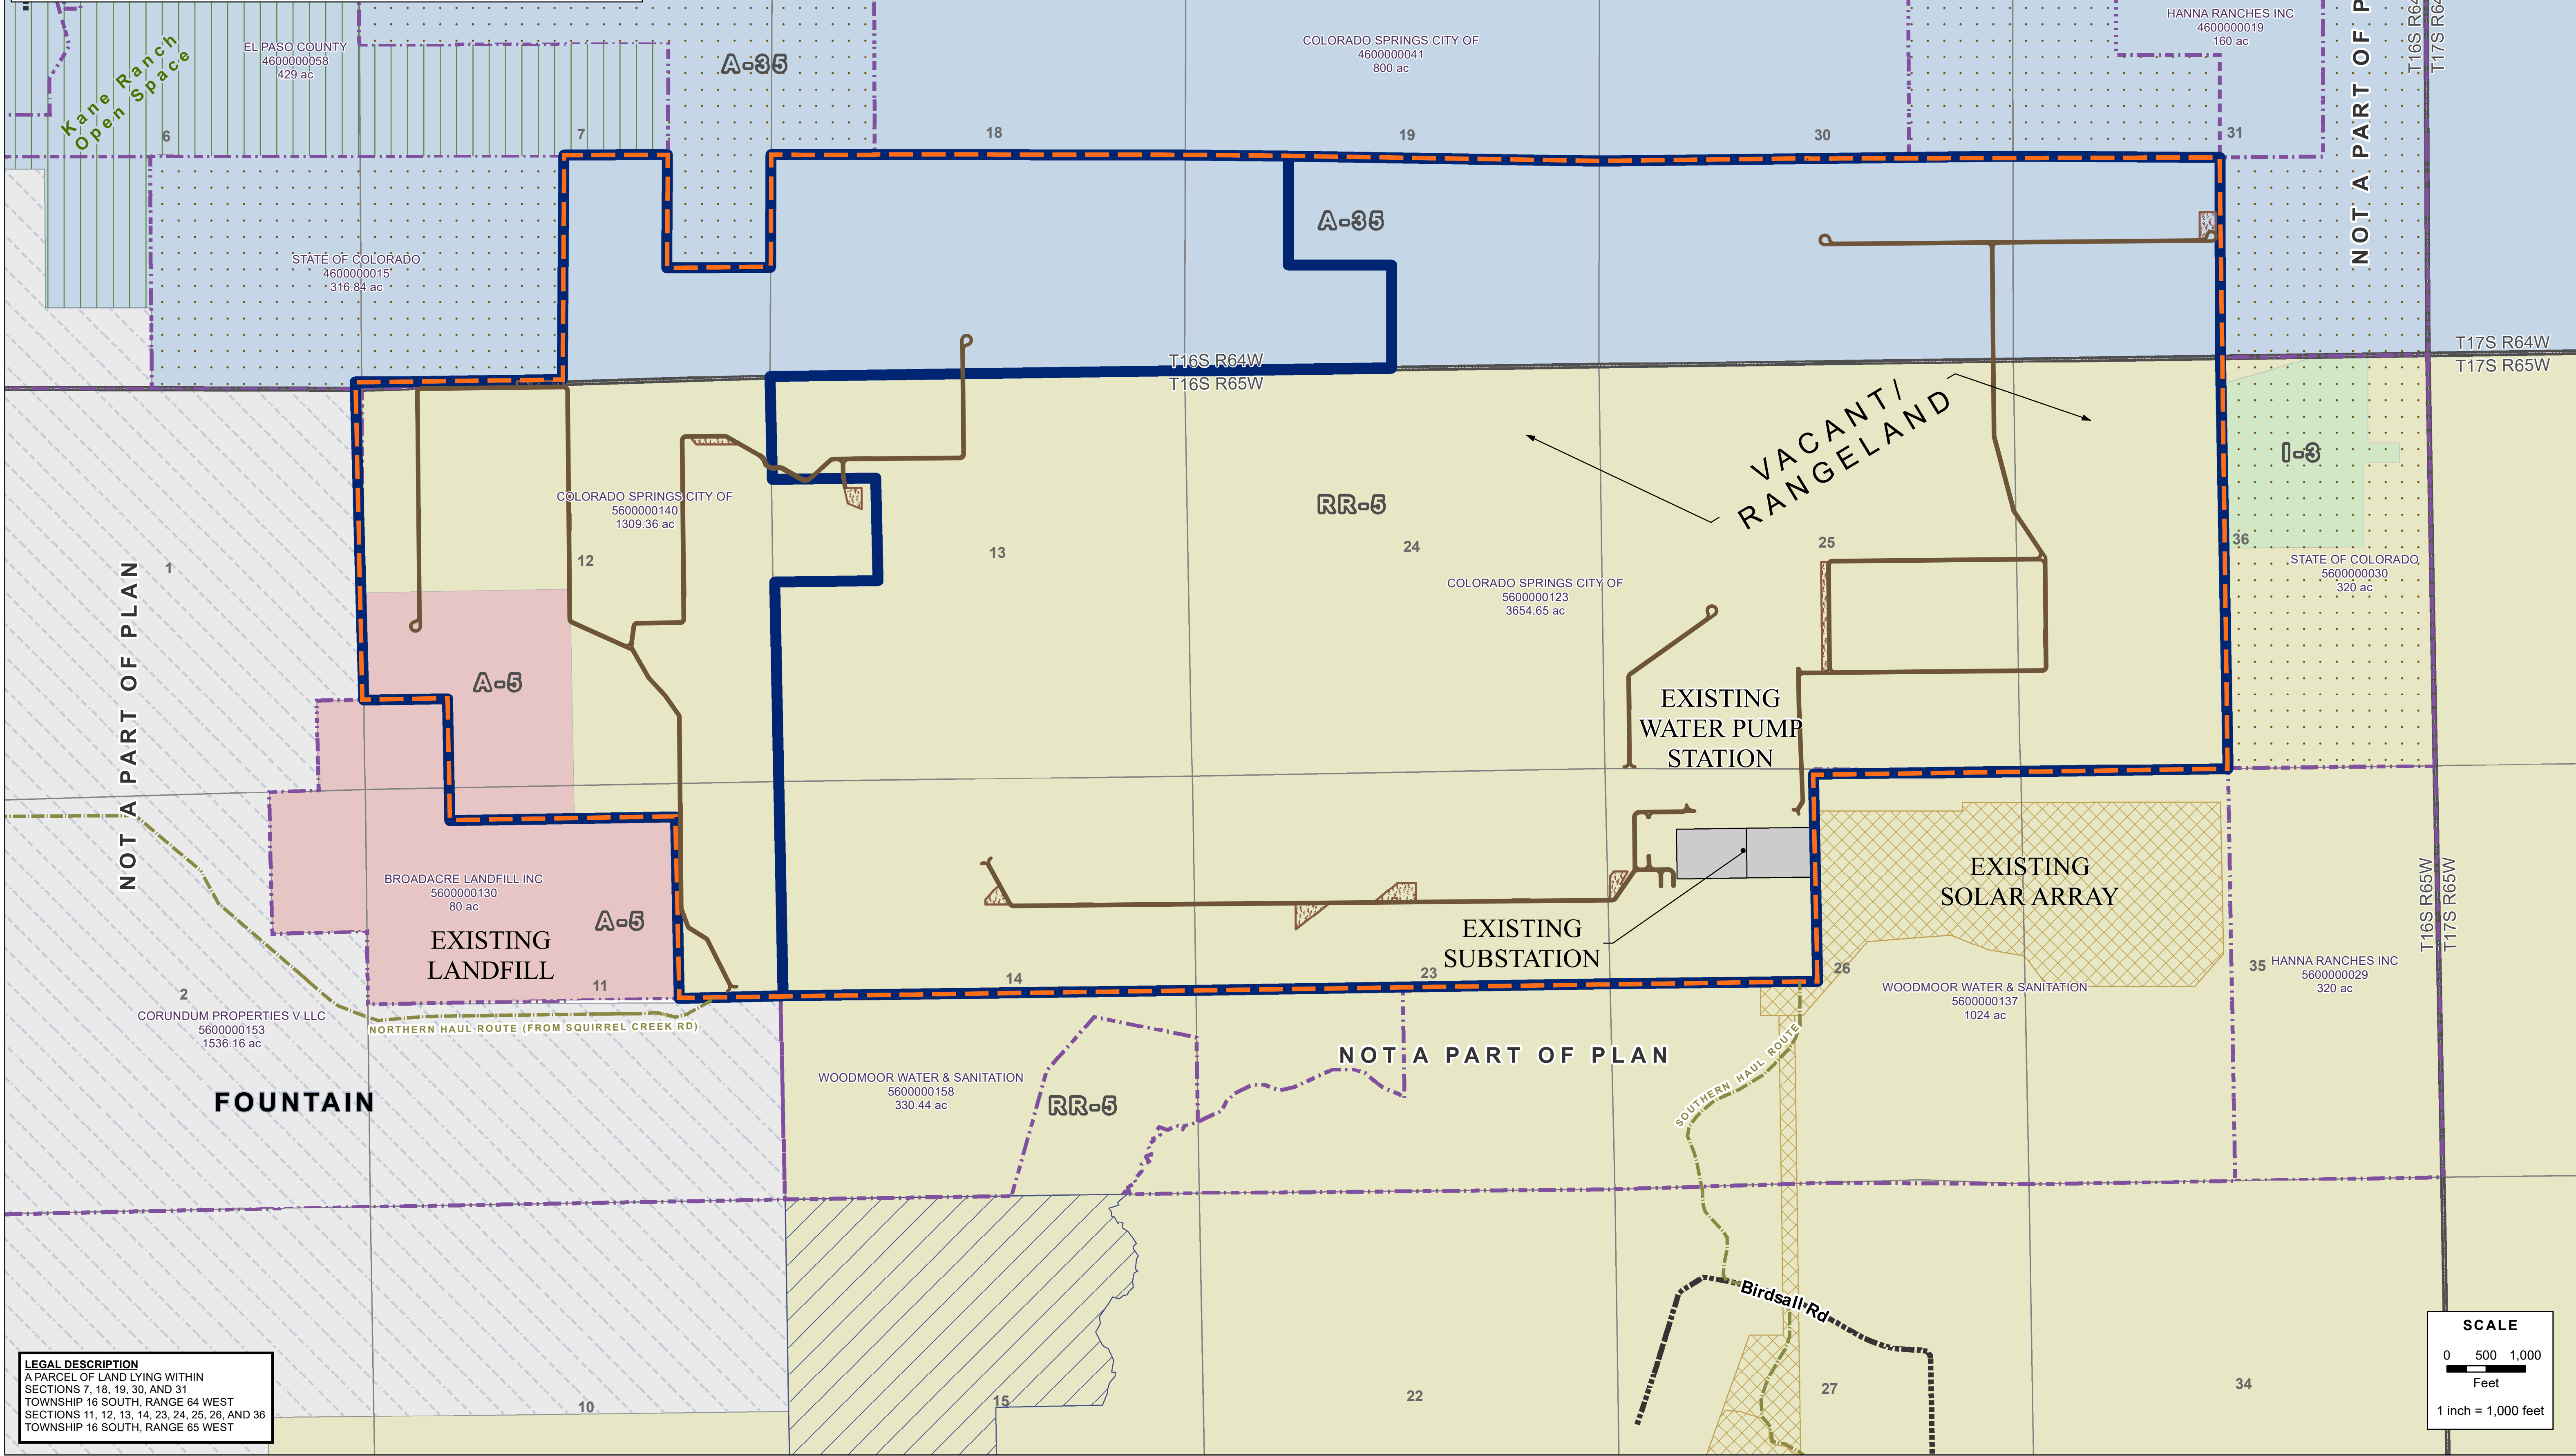 EL PASO COUNTY
4600000058
429 ac
Kane Ranch
Open Space
A-35
COLORADO SPRINGS CITY OF
4600000041
800 ac
HANNA RANCHES INC
4600000019
160 ac
NOT A PART OF P
T16S R64
T17S R64
6
7
18
19
30
31
STATE OF COLORADO
4600000015
316.84 ac
A-35
T16S R64W
T16S R65W
T17S R64W
T17S R65W
VACANT/
RANGELAND
I-3
COLORADO SPRINGS CITY OF
5600000140
1309.36 ac
RR-5
NOT A PART OF PLAN
1
12
13
24
25
36
COLORADO SPRINGS CITY OF
5600000123
3654.65 ac
STATE OF COLORADO
5600000030
320 ac
A-5
EXISTING
WATER PUMP
STATION
BROADACRE LANDFILL INC
5600000130
80 ac
A-5
EXISTING
LANDFILL
EXISTING
SUBSTATION
EXISTING
SOLAR ARRAY
T16S R65W
T17S R65W
2
11
14
23
26
35
HANNA RANCHES INC
5600000029
320 ac
CORUNDUM PROPERTIES V LLC
5600000153
1536.16 ac
NORTHERN HAUL ROUTE (FROM SQUIRREL CREEK RD)
WOODMOOR WATER & SANITATION
5600000137
1024 ac
NOT A PART OF PLAN
SOUTHERN HAUL ROUTE
WOODMOOR WATER & SANITATION
5600000158
330.44 ac
RR-5
FOUNTAIN
Birdsall Rd
10
15
22
27
34
LEGAL DESCRIPTION
A PARCEL OF LAND LYING WITHIN
SECTIONS 7, 18, 19, 30, AND 31
TOWNSHIP 16 SOUTH, RANGE 64 WEST
SECTIONS 11, 12, 13, 14, 23, 24, 25, 26, AND 36
TOWNSHIP 16 SOUTH, RANGE 65 WEST
SCALE
0 500 1,000
Feet
1 inch = 1,000 feet